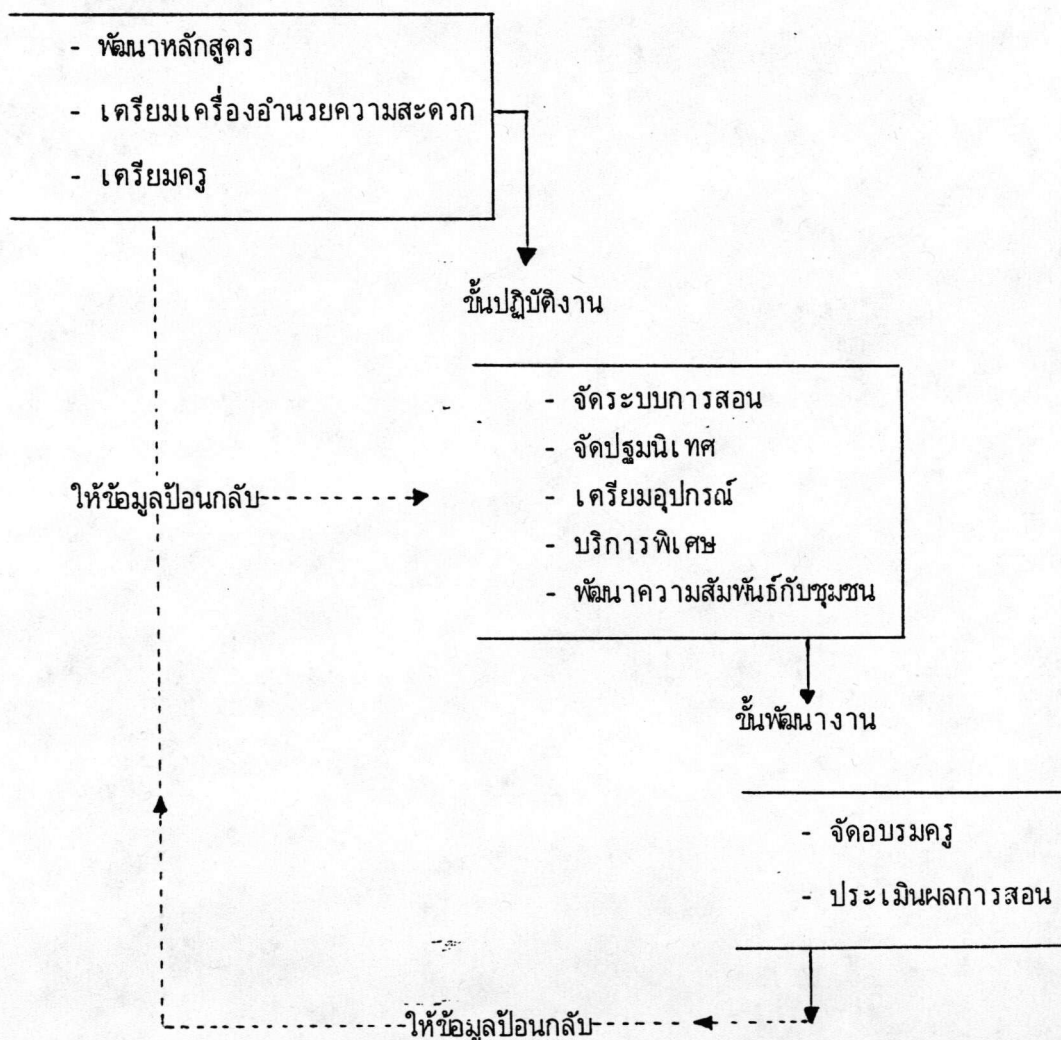 - พัฒนาหลักสูตร
- เตรียมเครื่องอำนวยความสะดวก
- เตรียมครู
ขั้นปฏิบัติงาน
- จัดระบบการสอน
- จัดปฐมนิเทศ
- เตรียมอุปกรณ์
- บริการพิเศษ
- พัฒนาความสัมพันธ์กับชุมชน
ให้ข้อมูลป้อนกลับ
ขั้นพัฒนางาน
- จัดอบรมครู
- ประเมินผลการสอน
ให้ข้อมูลป้อนกลับ